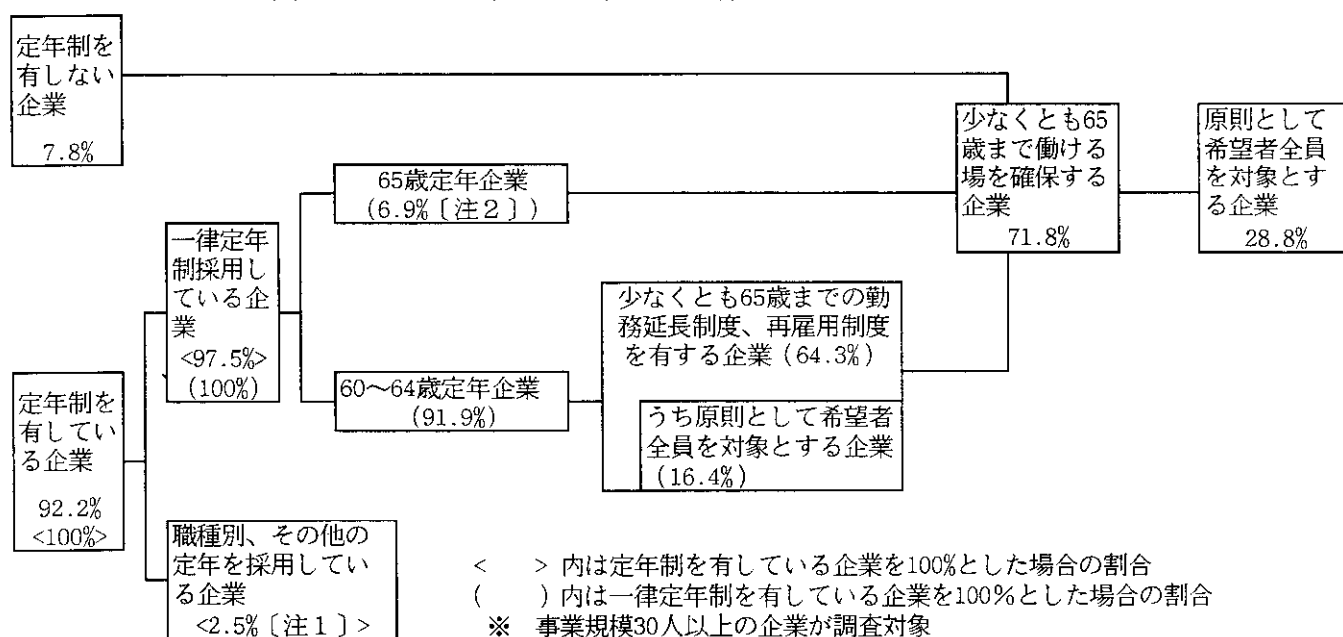 定年制を
有しない
企業
7.8%
少なくとも65
歳まで働ける
場を確保する
企業
71.8%
原則として
希望者全員
を対象とす
る企業
28.8%
65歳定年企業
(6.9%〔注2〕)
一律定年
制採用し
ている企
業
<97.5%>
(100%)
少なくとも65歳までの勤
務延長制度、再雇用制度
を有する企業(64.3%)
60～64歳定年企業
(91.9%)
うち原則として希望者
全員を対象とする企業
(16.4%)
定年制を
有してい
る企業
92.2%
<100%>
職種別、その他の
定年を採用してい
る企業
<2.5%〔注1〕>
< > 内は定年制を有している企業を100%とした場合の割合
( ) 内は一律定年制を有している企業を100%とした場合の割合
※ 事業規模30人以上の企業が調査対象